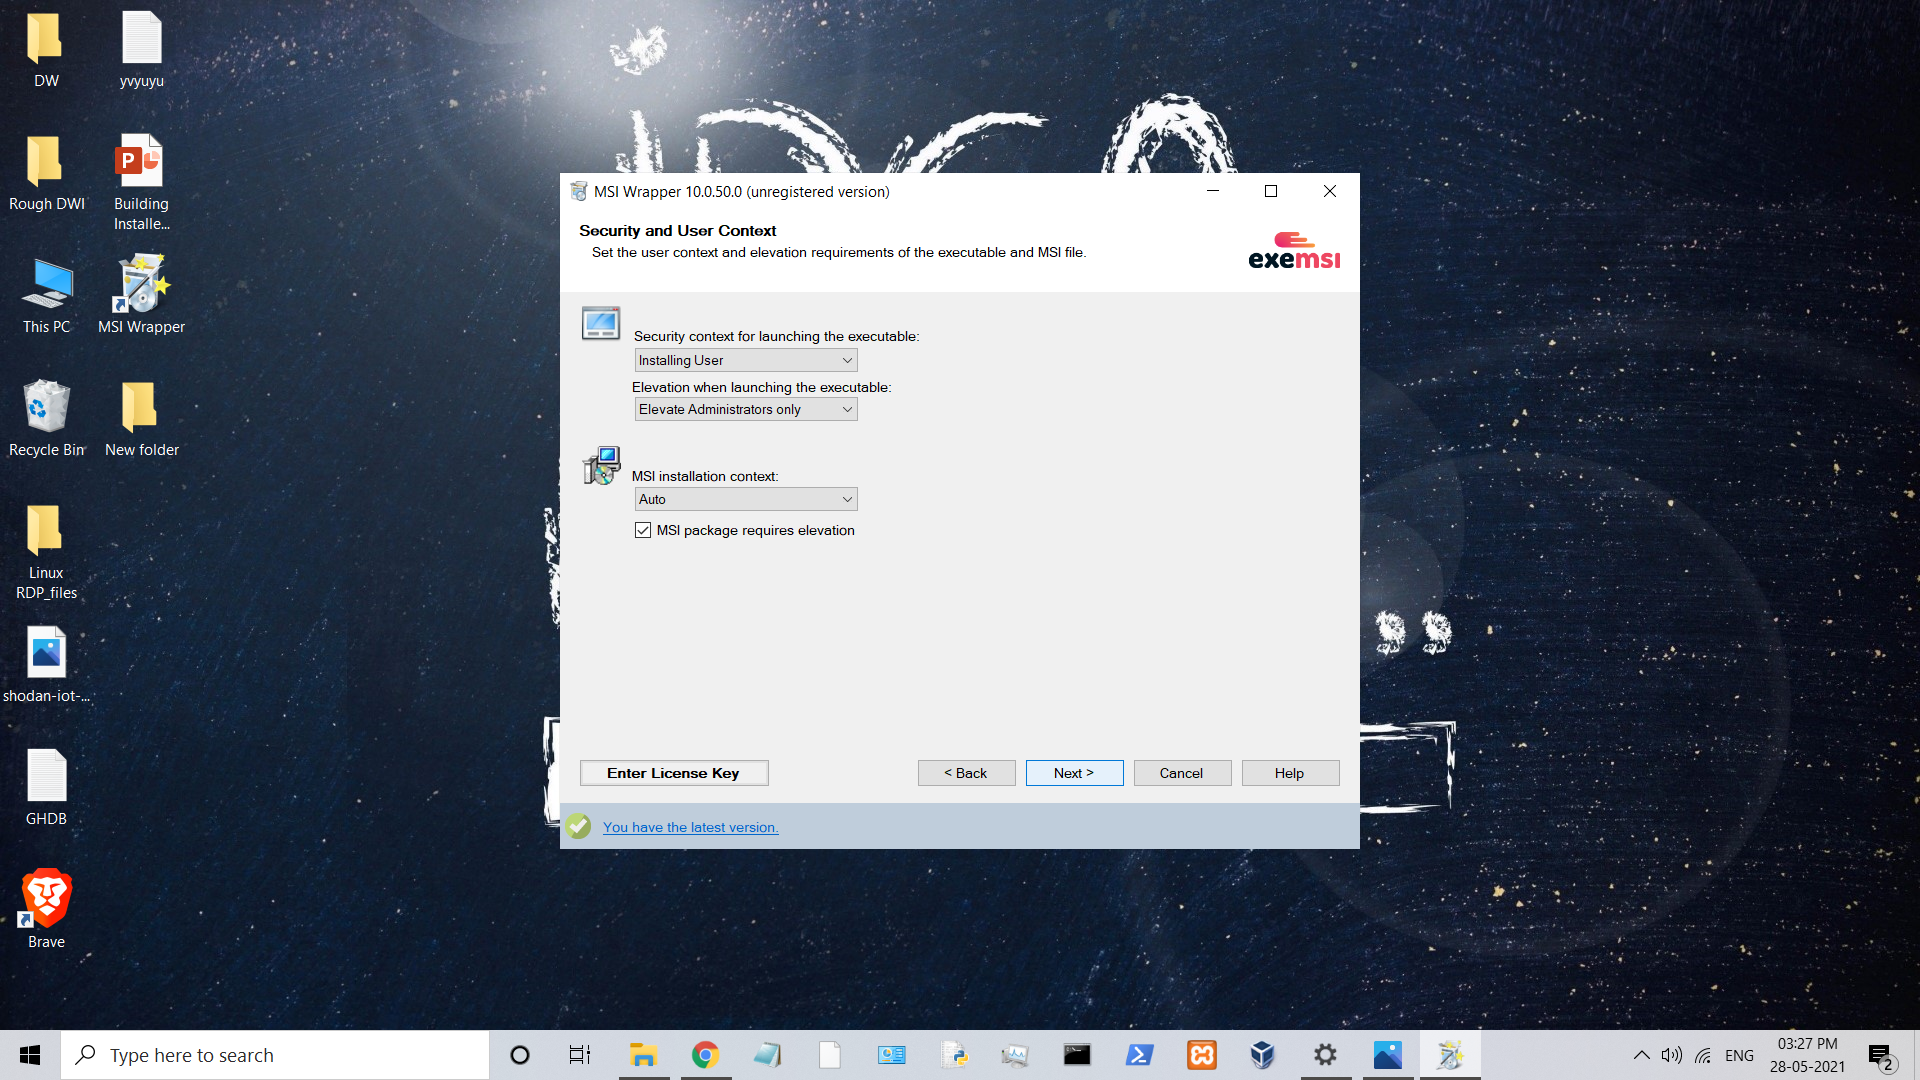 DW
yvyuyu
Rough DWI
Building
Installe...
This PC
MSI Wrapper
Recycle Bin
New folder
Linux
RDP_files
shodan-iot-...
GHDB
Brave
MSI Wrapper 10.0.50.0 (unregistered version)
Security and User Context
Set the user context and elevation requirements of the executable and MSI file.
exemsi
Security context for launching the executable:
Installing User
Elevation when launching the executable:
Elevate Administrators only
MSI installation context:
Auto
MSI package requires elevation
Enter License Key
< Back
Next >
Cancel
Help
You have the latest version.
Type here to search
ENG
03:27 PM
28-05-2021
2